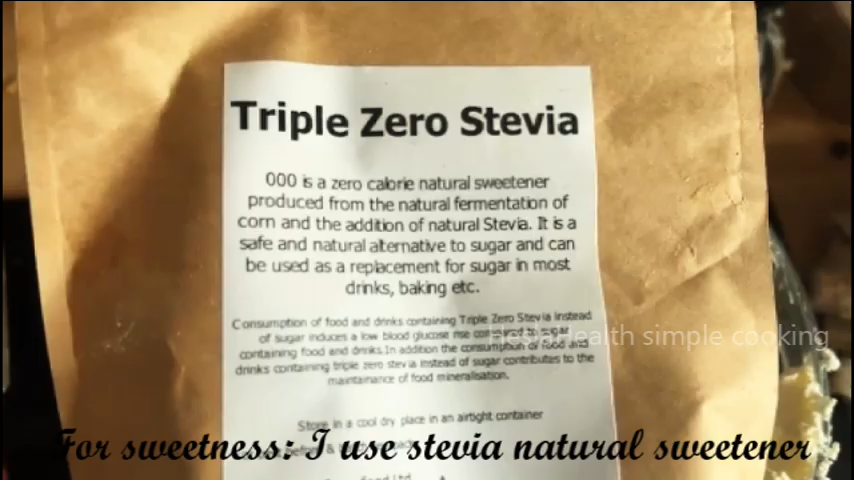 Triple Zero Stevia
000 is a zero calorie natural sweetener
produced from the natural fermentation of
corn and the addition of natural Stevia. It is a
safe and natural alternative to sugar and can
be used as a replacement for sugar in most
drinks, baking etc.
Consumption of food and drinks containing Triple Zero Stevia instead
of sugar induces a low blood glucose rise compared to sugar
containing food and drinks. In addition the consumption of food and
drinks containing triple zero stevia instead of sugar contributes to the
maintainance of food mineralisation.
Health simple cooking
Store in a cool dry place in an airtight container
For sweetness: I use stevia natural sweetener